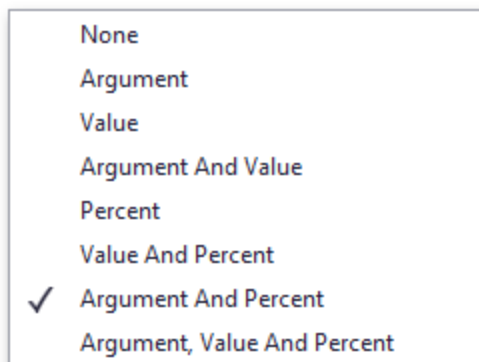 None
Argument
Value
Argument And Value
Percent
Value And Percent
Argument And Percent
Argument, Value And Percent